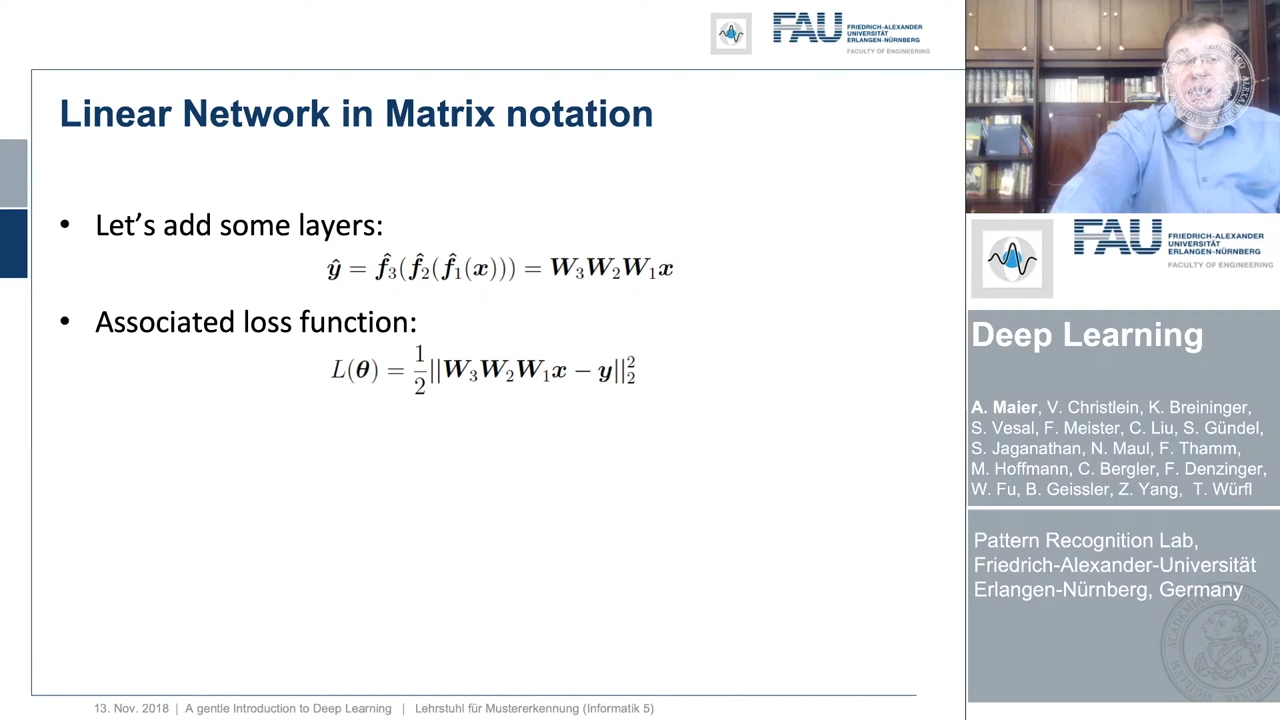 FAU
FRIEDRICH-ALEXANDER
UNIVERSITÄT
ERLANGEN-NÜRNBERG
FACULTY OF ENGINEERING
Linear Network in Matrix notation
• Let's add some layers:
ŷ = f̂₃(f̂₂(f̂₁(x))) = W₃W₂W₁x
• Associated loss function:
L(θ) = 1/2 ||W₃W₂W₁x − y||₂²
13. Nov. 2018 | A gentle Introduction to Deep Learning | Lehrstuhl für Mustererkennung (Informatik 5)
FAU
FRIEDRICH-ALEXANDER
UNIVERSITÄT
ERLANGEN-NÜRNBERG
FACULTY OF ENGINEERING
Deep Learning
A. Maier, V. Christlein, K. Breininger,
S. Vesal, F. Meister, C. Liu, S. Gündel,
S. Jaganathan, N. Maul, F. Thamm,
M. Hoffmann, C. Bergler, F. Denzinger,
W. Fu, B. Geissler, Z. Yang, T. Würfl
Pattern Recognition Lab,
Friedrich-Alexander-Universität
Erlangen-Nürnberg, Germany